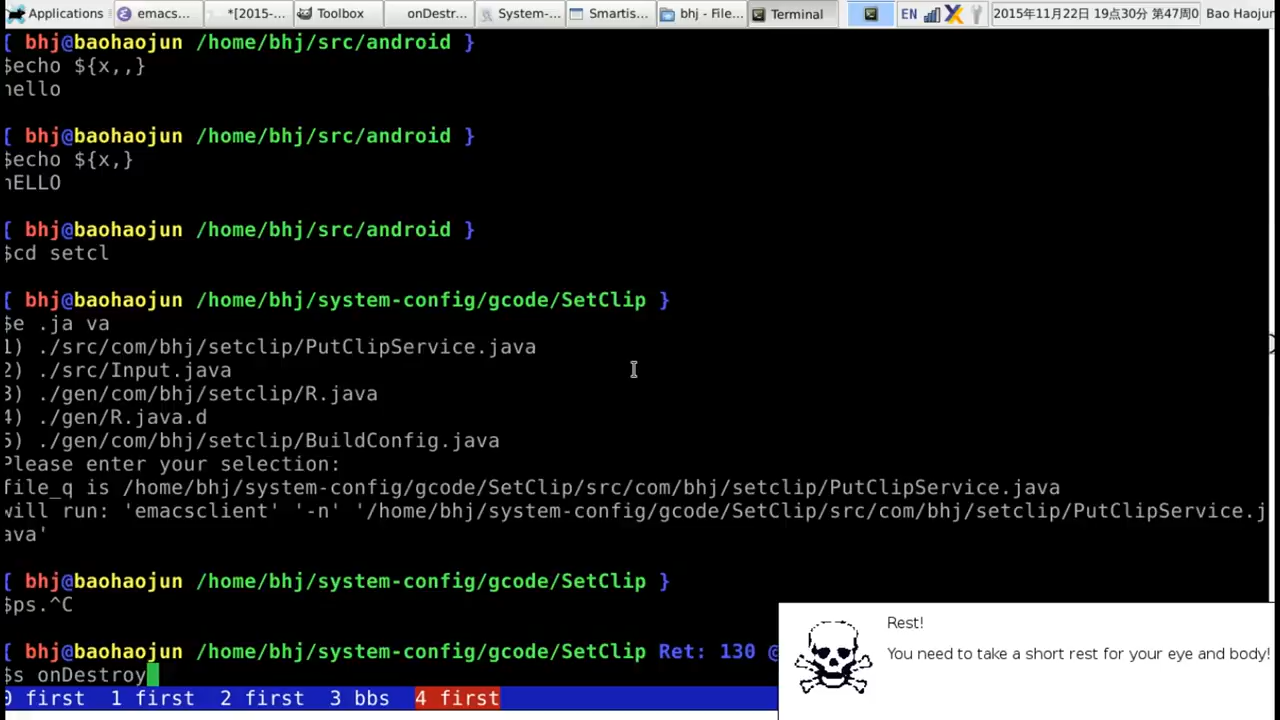 Applications emacs... *[2015-... Toolbox onDestr... System-... Smartis... bhj - File... Terminal EN 2015年11月22日 19点30分 第47周0 Bao Haojun
[ bhj@baohaojun /home/bhj/src/android }
$echo ${x,,}
hello
[ bhj@baohaojun /home/bhj/src/android }
$echo ${x,}
hELLO
[ bhj@baohaojun /home/bhj/src/android }
$cd setcl
[ bhj@baohaojun /home/bhj/system-config/gcode/SetClip }
$e .ja va
1) ./src/com/bhj/setclip/PutClipService.java
2) ./src/Input.java
3) ./gen/com/bhj/setclip/R.java
4) ./gen/R.java.d
5) ./gen/com/bhj/setclip/BuildConfig.java
Please enter your selection:
file_q is /home/bhj/system-config/gcode/SetClip/src/com/bhj/setclip/PutClipService.java
will run: 'emacsclient' '-n' '/home/bhj/system-config/gcode/SetClip/src/com/bhj/setclip/PutClipService.j
ava'
[ bhj@baohaojun /home/bhj/system-config/gcode/SetClip }
$ps.^C
[ bhj@baohaojun /home/bhj/system-config/gcode/SetClip Ret: 130 @
$s onDestroy
0 first 1 first 2 first 3 bbs 4 first
Rest!
You need to take a short rest for your eye and body!